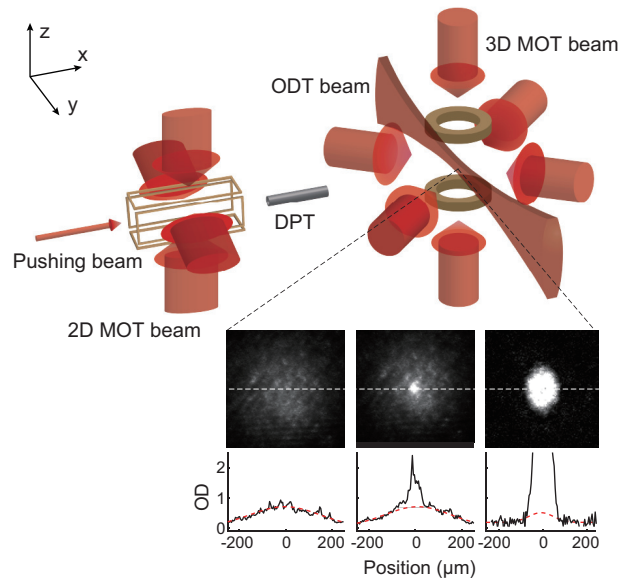 z
x
y
3D MOT beam
ODT beam
DPT
Pushing beam
2D MOT beam
OD
2
1
0
-200 0 200
-200 0 200
-200 0 200
Position (μm)